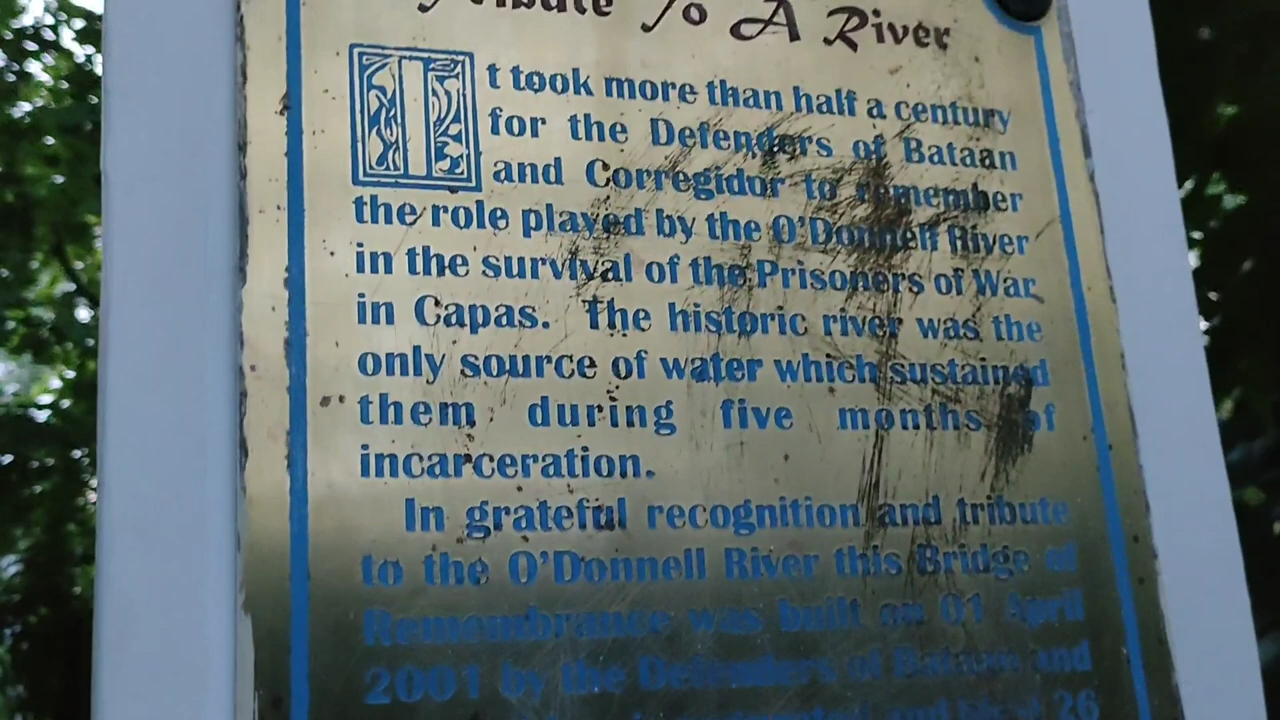 Tribute To A River
It took more than half a century
for the Defenders of Bataan
and Corregidor to remember
the role played by the O'Donnell River
in the survival of the Prisoners of War
in Capas. The historic river was the
only source of water which sustained
them during five months of
incarceration.
In grateful recognition and tribute
to the O'Donnell River this Bridge of
Remembrance was built on 01 April
2001 by the Defenders of Bataan and
26